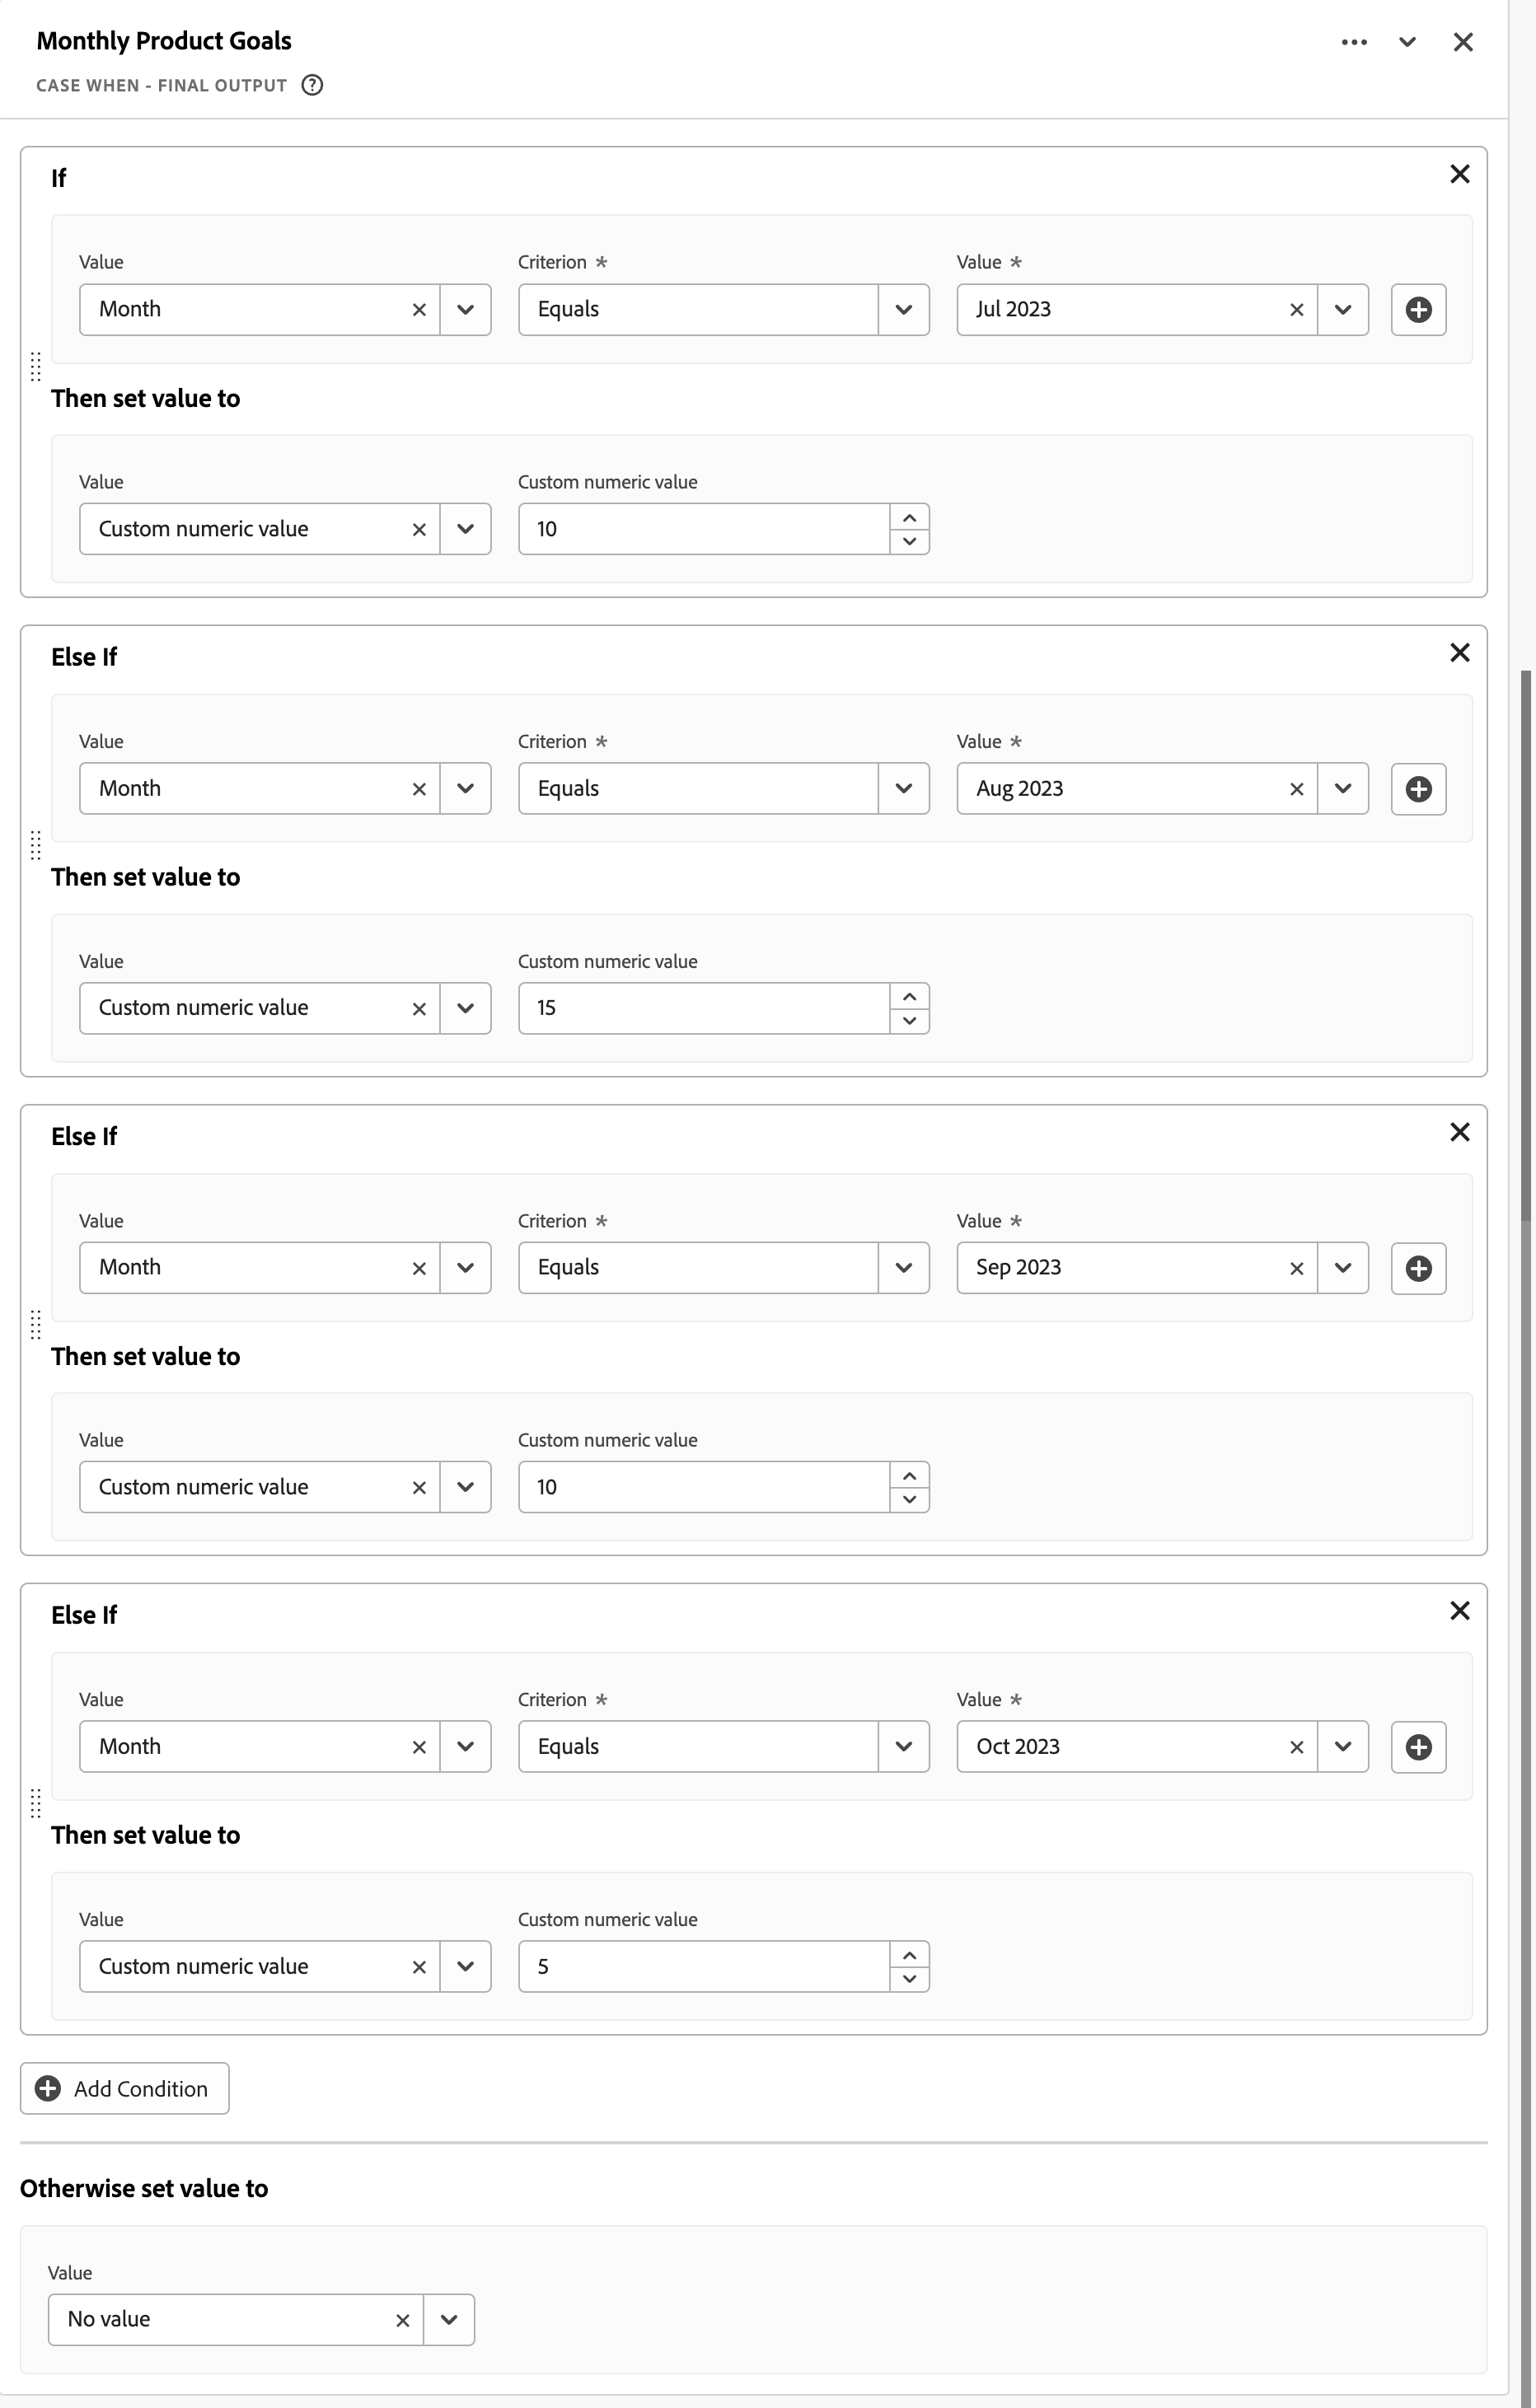 Monthly Product Goals
CASE WHEN - FINAL OUTPUT ?
If
Value Criterion * Value *
Month Equals Jul 2023
Then set value to
Value Custom numeric value
Custom numeric value 10
Else If
Value Criterion * Value *
Month Equals Aug 2023
Then set value to
Value Custom numeric value
Custom numeric value 15
Else If
Value Criterion * Value *
Month Equals Sep 2023
Then set value to
Value Custom numeric value
Custom numeric value 10
Else If
Value Criterion * Value *
Month Equals Oct 2023
Then set value to
Value Custom numeric value
Custom numeric value 5
Add Condition
Otherwise set value to
Value
No value